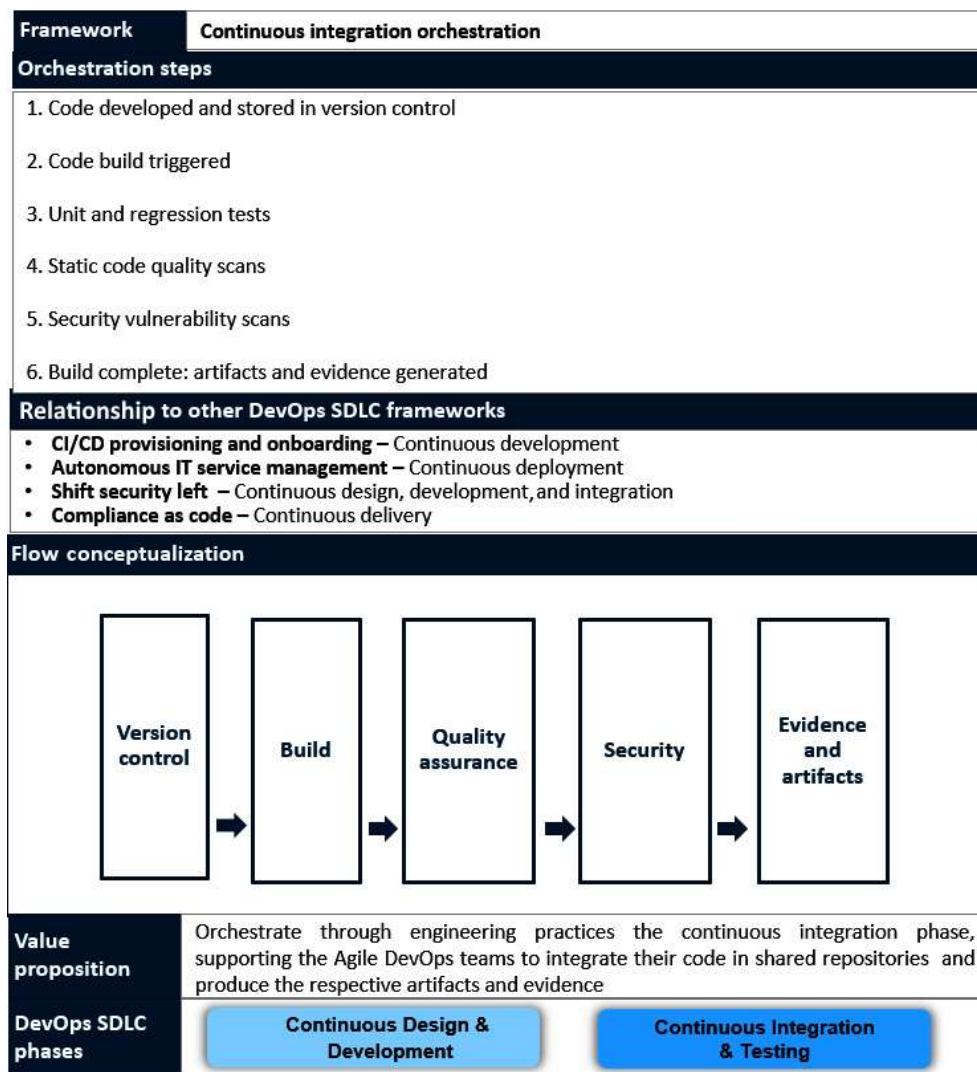 Framework
Continuous integration orchestration
Orchestration steps
1. Code developed and stored in version control
2. Code build triggered
3. Unit and regression tests
4. Static code quality scans
5. Security vulnerability scans
6. Build complete: artifacts and evidence generated
Relationship to other DevOps SDLC frameworks
• CI/CD provisioning and onboarding – Continuous development
• Autonomous IT service management – Continuous deployment
• Shift security left – Continuous design, development, and integration
• Compliance as code – Continuous delivery
Flow conceptualization
Version
control
Build
Quality
assurance
Security
Evidence
and
artifacts
Value
proposition
Orchestrate through engineering practices the continuous integration phase,
supporting the Agile DevOps teams to integrate their code in shared repositories and
produce the respective artifacts and evidence
DevOps SDLC
phases
Continuous Design &
Development
Continuous Integration
& Testing